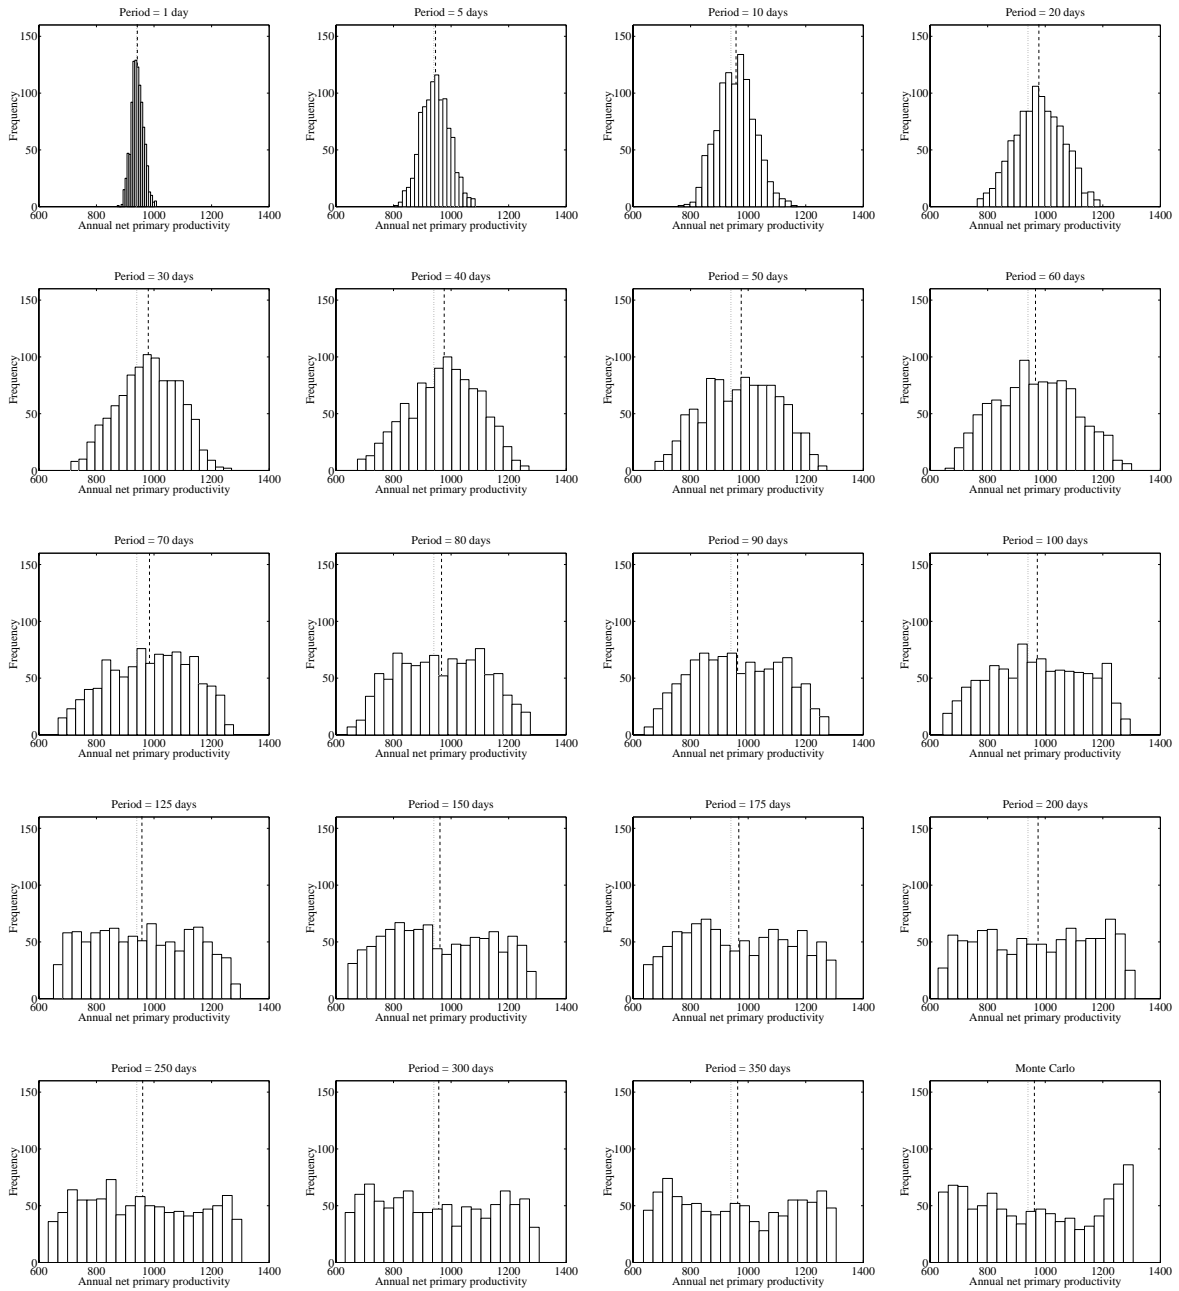 Period = 1 day
150
100
50
0
Frequency
600 800 1000 1200 1400
Annual net primary productivity
Period = 5 days
150
100
50
0
Frequency
600 800 1000 1200 1400
Annual net primary productivity
Period = 10 days
150
100
50
0
Frequency
600 800 1000 1200 1400
Annual net primary productivity
Period = 20 days
150
100
50
0
Frequency
600 800 1000 1200 1400
Annual net primary productivity
Period = 30 days
150
100
50
0
Frequency
600 800 1000 1200 1400
Annual net primary productivity
Period = 40 days
150
100
50
0
Frequency
600 800 1000 1200 1400
Annual net primary productivity
Period = 50 days
150
100
50
0
Frequency
600 800 1000 1200 1400
Annual net primary productivity
Period = 60 days
150
100
50
0
Frequency
600 800 1000 1200 1400
Annual net primary productivity
Period = 70 days
150
100
50
0
Frequency
600 800 1000 1200 1400
Annual net primary productivity
Period = 80 days
150
100
50
0
Frequency
600 800 1000 1200 1400
Annual net primary productivity
Period = 90 days
150
100
50
0
Frequency
600 800 1000 1200 1400
Annual net primary productivity
Period = 100 days
150
100
50
0
Frequency
600 800 1000 1200 1400
Annual net primary productivity
Period = 125 days
150
100
50
0
Frequency
600 800 1000 1200 1400
Annual net primary productivity
Period = 150 days
150
100
50
0
Frequency
600 800 1000 1200 1400
Annual net primary productivity
Period = 175 days
150
100
50
0
Frequency
600 800 1000 1200 1400
Annual net primary productivity
Period = 200 days
150
100
50
0
Frequency
600 800 1000 1200 1400
Annual net primary productivity
Period = 250 days
150
100
50
0
Frequency
600 800 1000 1200 1400
Annual net primary productivity
Period = 300 days
150
100
50
0
Frequency
600 800 1000 1200 1400
Annual net primary productivity
Period = 350 days
150
100
50
0
Frequency
600 800 1000 1200 1400
Annual net primary productivity
Monte Carlo
150
100
50
0
Frequency
600 800 1000 1200 1400
Annual net primary productivity